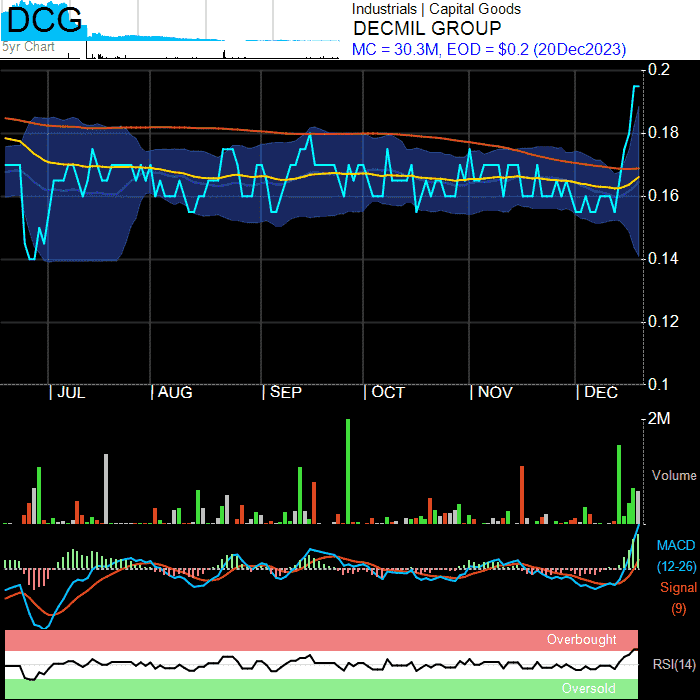 DCG
5yr Chart
Industrials | Capital Goods
DECMIL GROUP
MC = 30.3M, EOD = $0.2 (20Dec2023)
0.2
0.18
0.16
0.14
0.12
0.1
| JUL | AUG | SEP | OCT | NOV | DEC
2M
Volume
MACD
(12-26)
Signal
(9)
Overbought
RSI(14)
Oversold